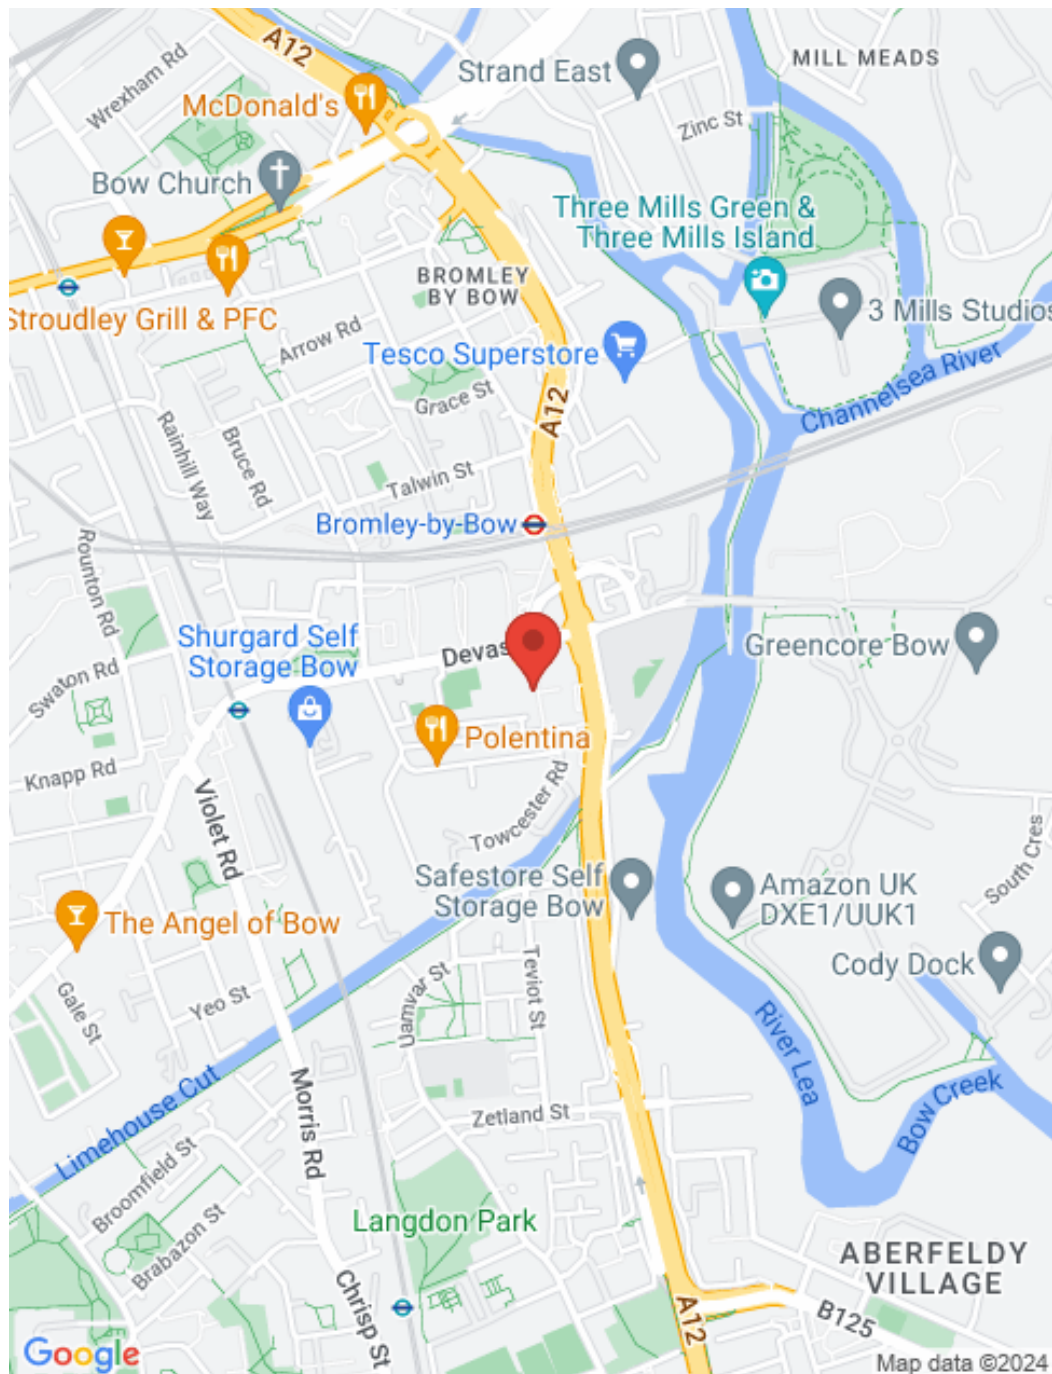 A12
Wrexham Rd
McDonald's
Strand East
MILL MEADS
Zinc St
Bow Church
Three Mills Green &
Three Mills Island
BROMLEY
BY BOW
3 Mills Studios
Stroudley Grill & PFC
Arrow Rd
Tesco Superstore
Grace St
A12
Channelsea River
Rainhill Way
Bruce Rd
Talwin St
Bromley-by-Bow
Rounton Rd
Shurgard Self
Storage Bow
Devas
Greencore Bow
Swaton Rd
Polentina
Knapp Rd
Violet Rd
Towcester Rd
South Cres
Safestore Self
Storage Bow
Amazon UK
DXE1/UUK1
The Angel of Bow
Cody Dock
Gale St
Yeo St
Uamvar St
Teviot St
River Lea
Bow Creek
Limehouse Cut
Morris Rd
Zetland St
Broomfield St
Brabazon St
Langdon Park
ABERFELDY
VILLAGE
Chrisp St
A12
B125
Google
Map data ©2024